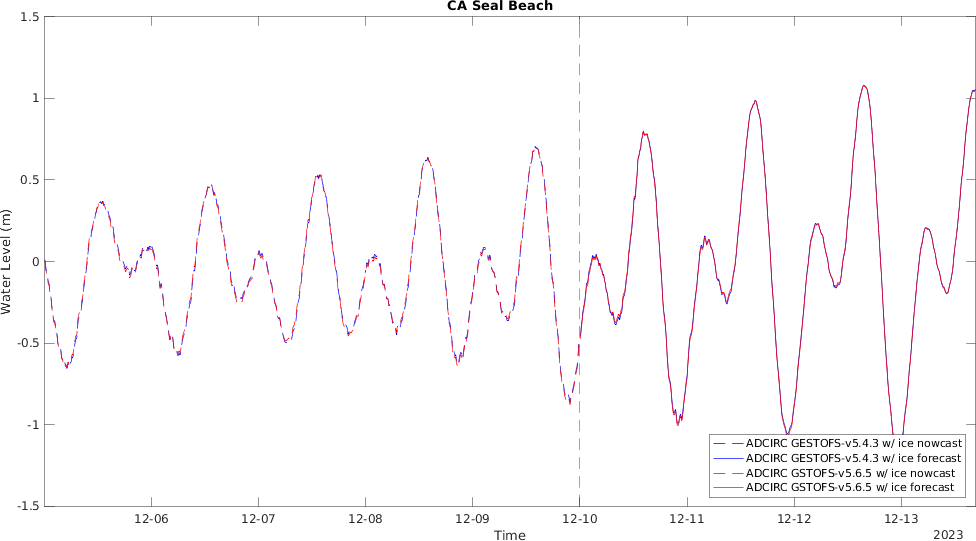 CA Seal Beach
1.5
1
0.5
0
-0.5
-1
-1.5
Water Level (m)
12-06
12-07
12-08
12-09
12-10
12-11
12-12
12-13
Time
2023
ADCIRC GESTOFS-v5.4.3 w/ ice nowcast
ADCIRC GESTOFS-v5.4.3 w/ ice forecast
ADCIRC GSTOFS-v5.6.5 w/ ice nowcast
ADCIRC GSTOFS-v5.6.5 w/ ice forecast